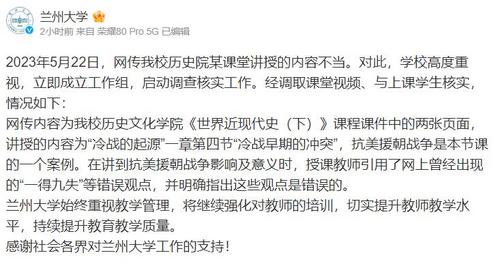 兰州大学
2小时前 来自 荣耀80 Pro 5G 已编辑
2023年5月22日，网传我校历史院某课堂讲授的内容不当。对此，学校高度重
视，立即成立工作组，启动调查核实工作。经调取课堂视频、与上课学生核实，
情况如下：
网传内容为我校历史文化学院《世界近现代史（下）》课程课件中的两张页面，
讲授的内容为“冷战的起源”一章第四节“冷战早期的冲突”，抗美援朝战争是本节课
的一个案例。在讲到抗美援朝战争影响及意义时，授课教师引用了网上曾经出现
的“一得九失”等错误观点，并明确指出这些观点是错误的。
兰州大学始终重视教学管理，将继续强化对教师的培训，切实提升教师教学水
平，持续提升教育教学质量。
感谢社会各界对兰州大学工作的支持！